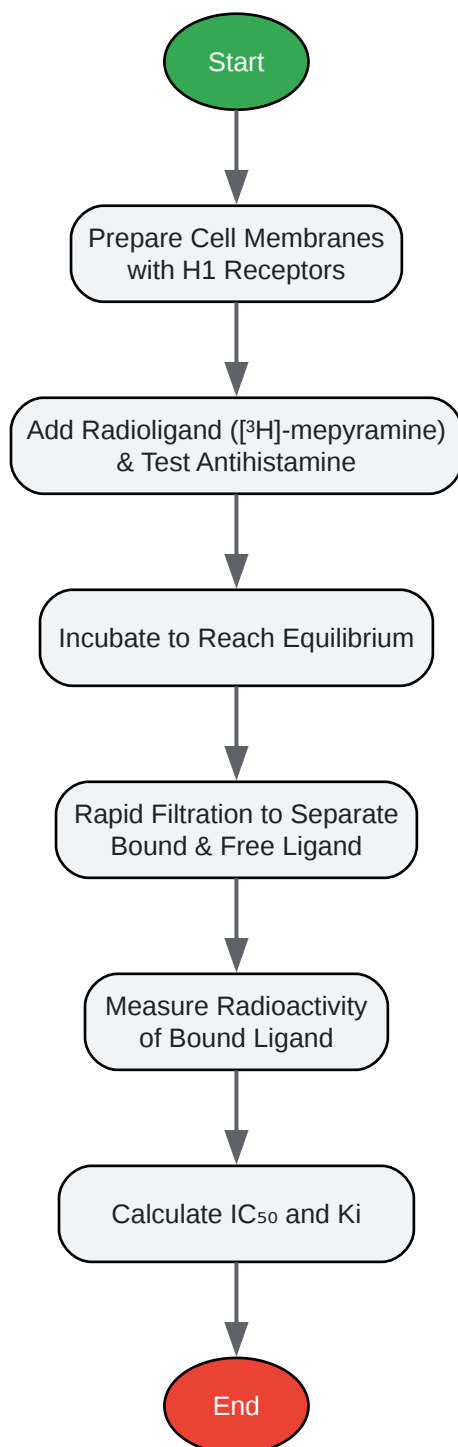 Start
Prepare Cell Membranes
with H1 Receptors
Add Radioligand ([³H]-mepyramine)
& Test Antihistamine
Incubate to Reach Equilibrium
Rapid Filtration to Separate
Bound & Free Ligand
Measure Radioactivity
of Bound Ligand
Calculate IC₅₀ and Ki
End